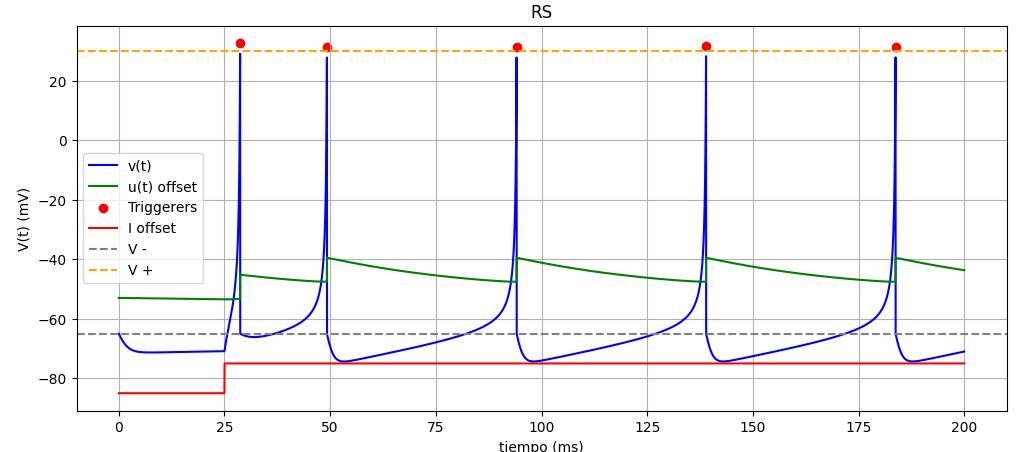 RS
20
0
−20
−40
−60
−80
V(t) (mV)
v(t)
u(t) offset
Triggerers
I offset
V -
V +
0 25 50 75 100 125 150 175 200
tiempo (ms)